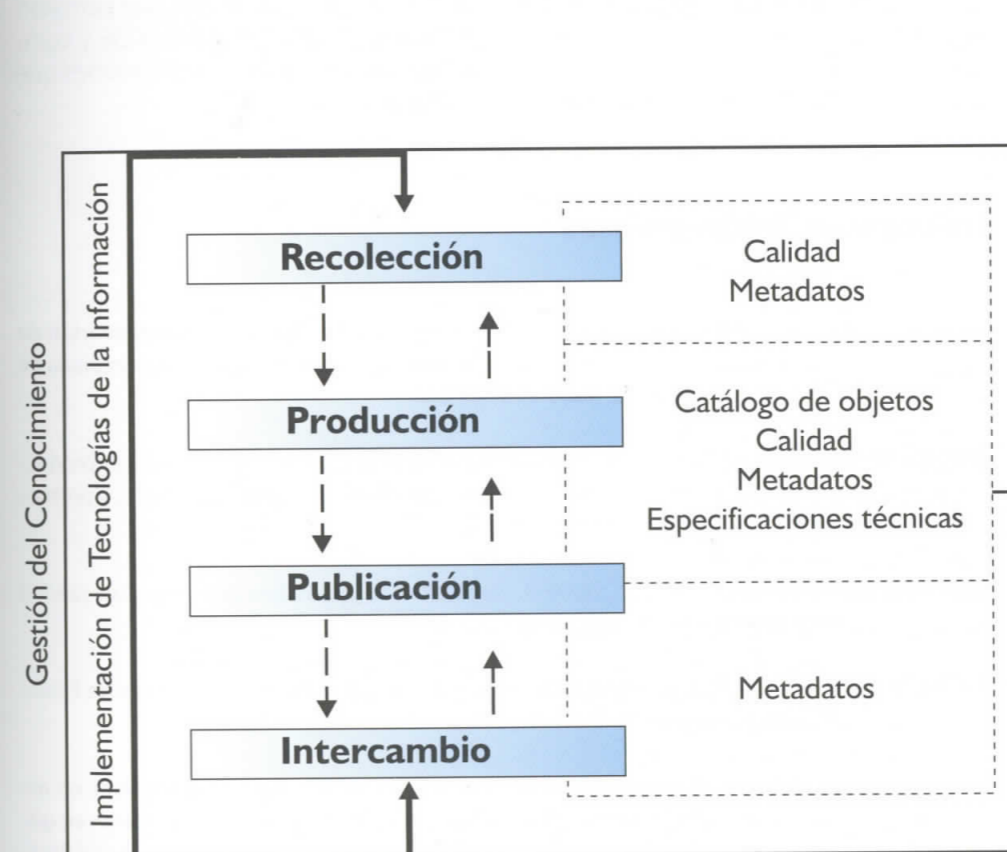 Gestión del Conocimiento
Implementación de Tecnologías de la Información
Recolección
Calidad
Metadatos
Producción
Catálogo de objetos
Calidad
Metadatos
Especificaciones técnicas
Publicación
Metadatos
Intercambio